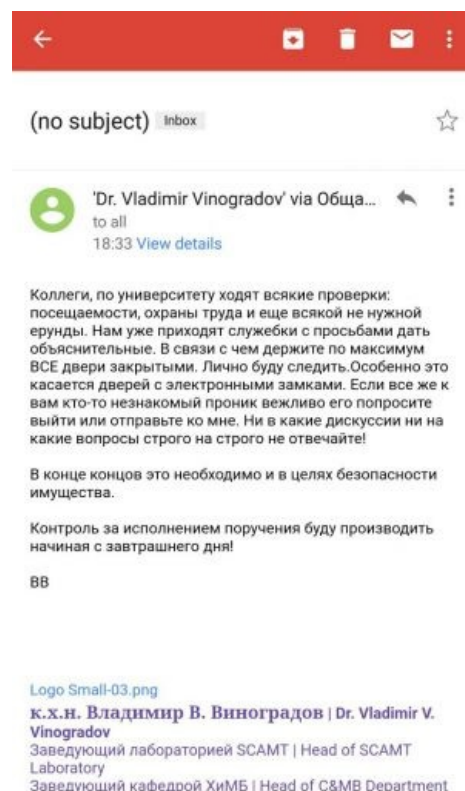 (no subject) Inbox
'Dr. Vladimir Vinogradov' via Обща...
to all
18:33 View details
Коллеги, по университету ходят всякие проверки:
посещаемости, охраны труда и еще всякой не нужной
ерунды. Нам уже приходят служебки с просьбами дать
объяснительные. В связи с чем держите по максимум
ВСЕ двери закрытыми. Лично буду следить.Особенно это
касается дверей с электронными замками. Если все же к
вам кто-то незнакомый проник вежливо его попросите
выйти или отправьте ко мне. Ни в какие дискуссии ни на
какие вопросы строго на строго не отвечайте!
В конце концов это необходимо и в целях безопасности
имущества.
Контроль за исполнением поручения буду производить
начиная с завтрашнего дня!
ВВ
Logo Small-03.png
к.х.н. Владимир В. Виноградов | Dr. Vladimir V.
Vinogradov
Заведующий лабораторией SCAMT | Head of SCAMT
Laboratory
Заведующий кафедрой ХиМБ | Head of C&MB Department